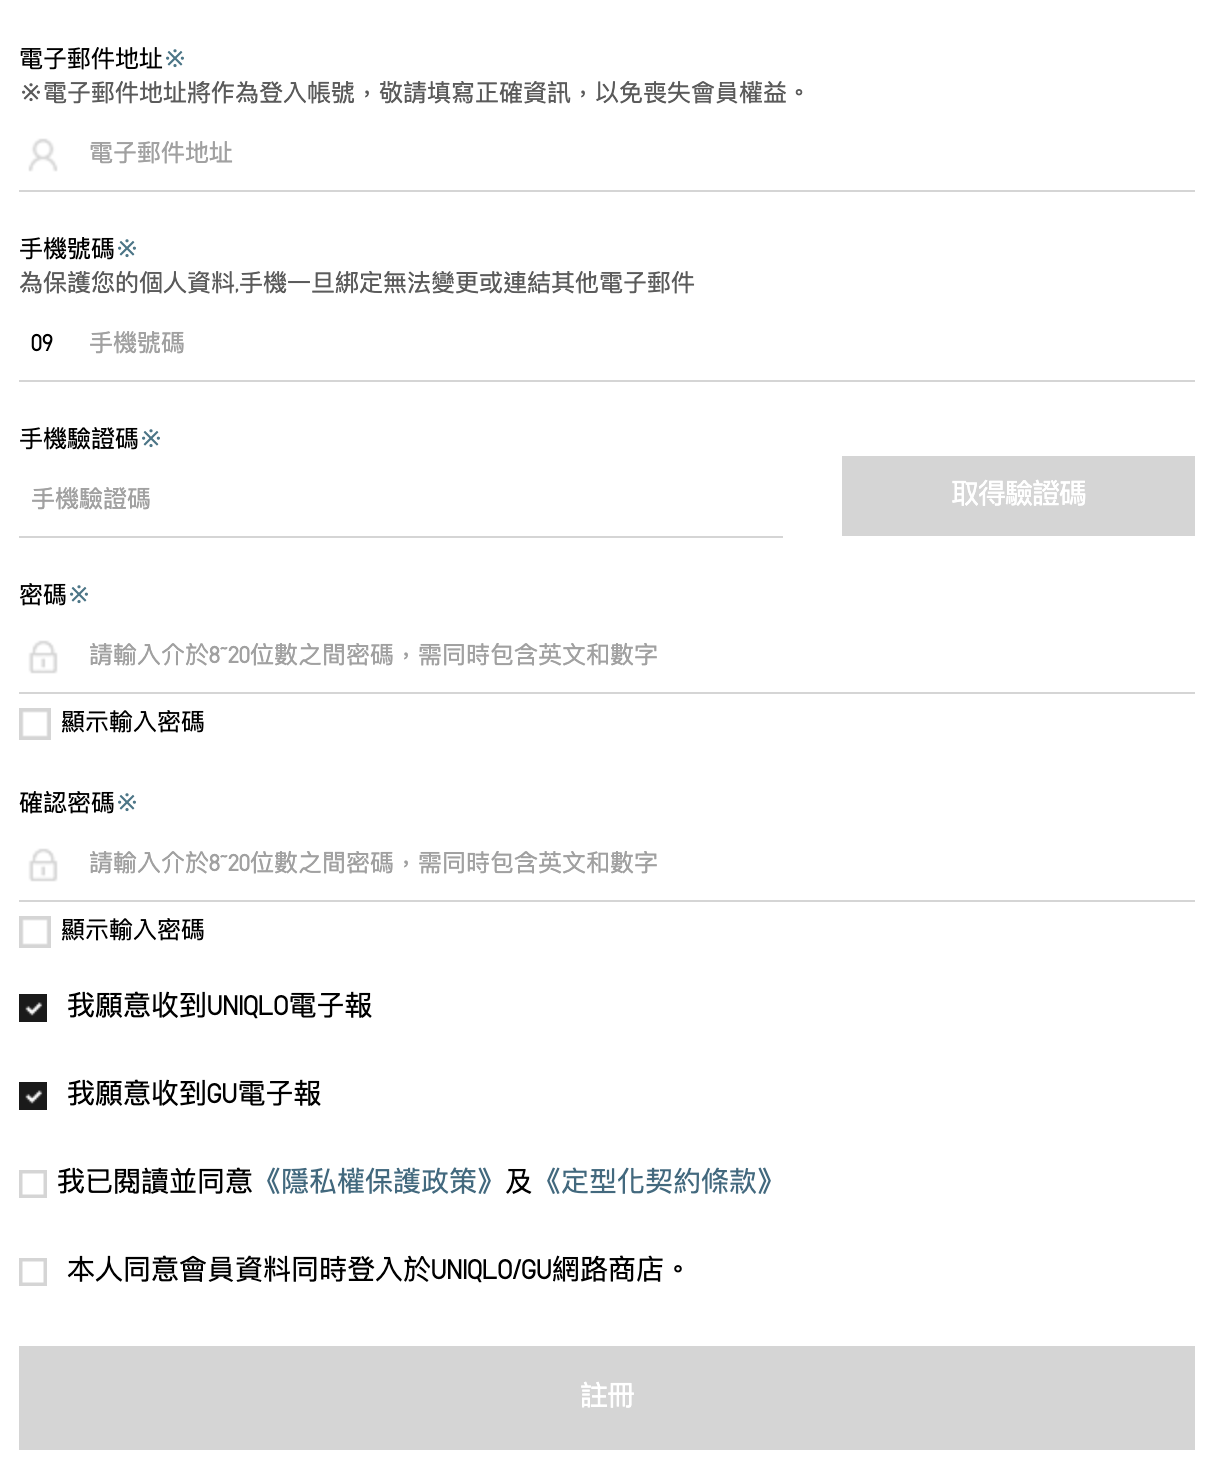 電子郵件地址※
※電子郵件地址將作為登入帳號，敬請填寫正確資訊，以免喪失會員權益。
電子郵件地址
手機號碼※
為保護您的個人資料,手機一旦綁定無法變更或連結其他電子郵件
09 手機號碼
手機驗證碼※
手機驗證碼
取得驗證碼
密碼※
請輸入介於8~20位數之間密碼，需同時包含英文和數字
顯示輸入密碼
確認密碼※
請輸入介於8~20位數之間密碼，需同時包含英文和數字
顯示輸入密碼
我願意收到UNIQLO電子報
我願意收到GU電子報
我已閱讀並同意《隱私權保護政策》及《定型化契約條款》
本人同意會員資料同時登入於UNIQLO/GU網路商店。
註冊